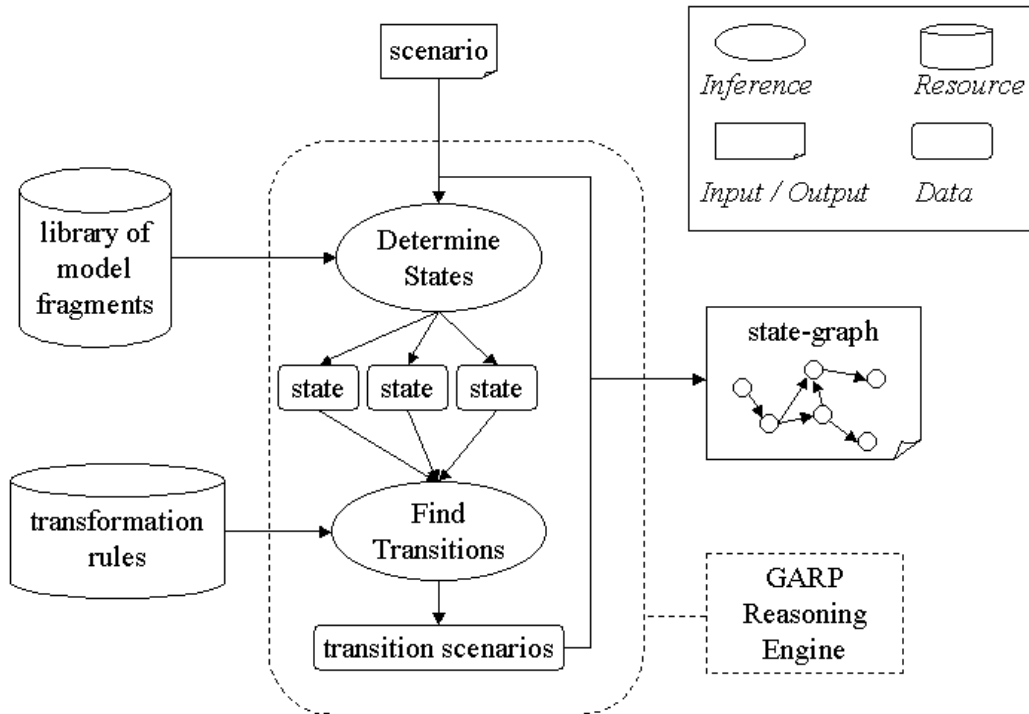 scenario
Inference
Resource
Input / Output
Data
library of
model
fragments
Determine
States
state
state
state
state-graph
transformation
rules
Find
Transitions
transition scenarios
GARP
Reasoning
Engine